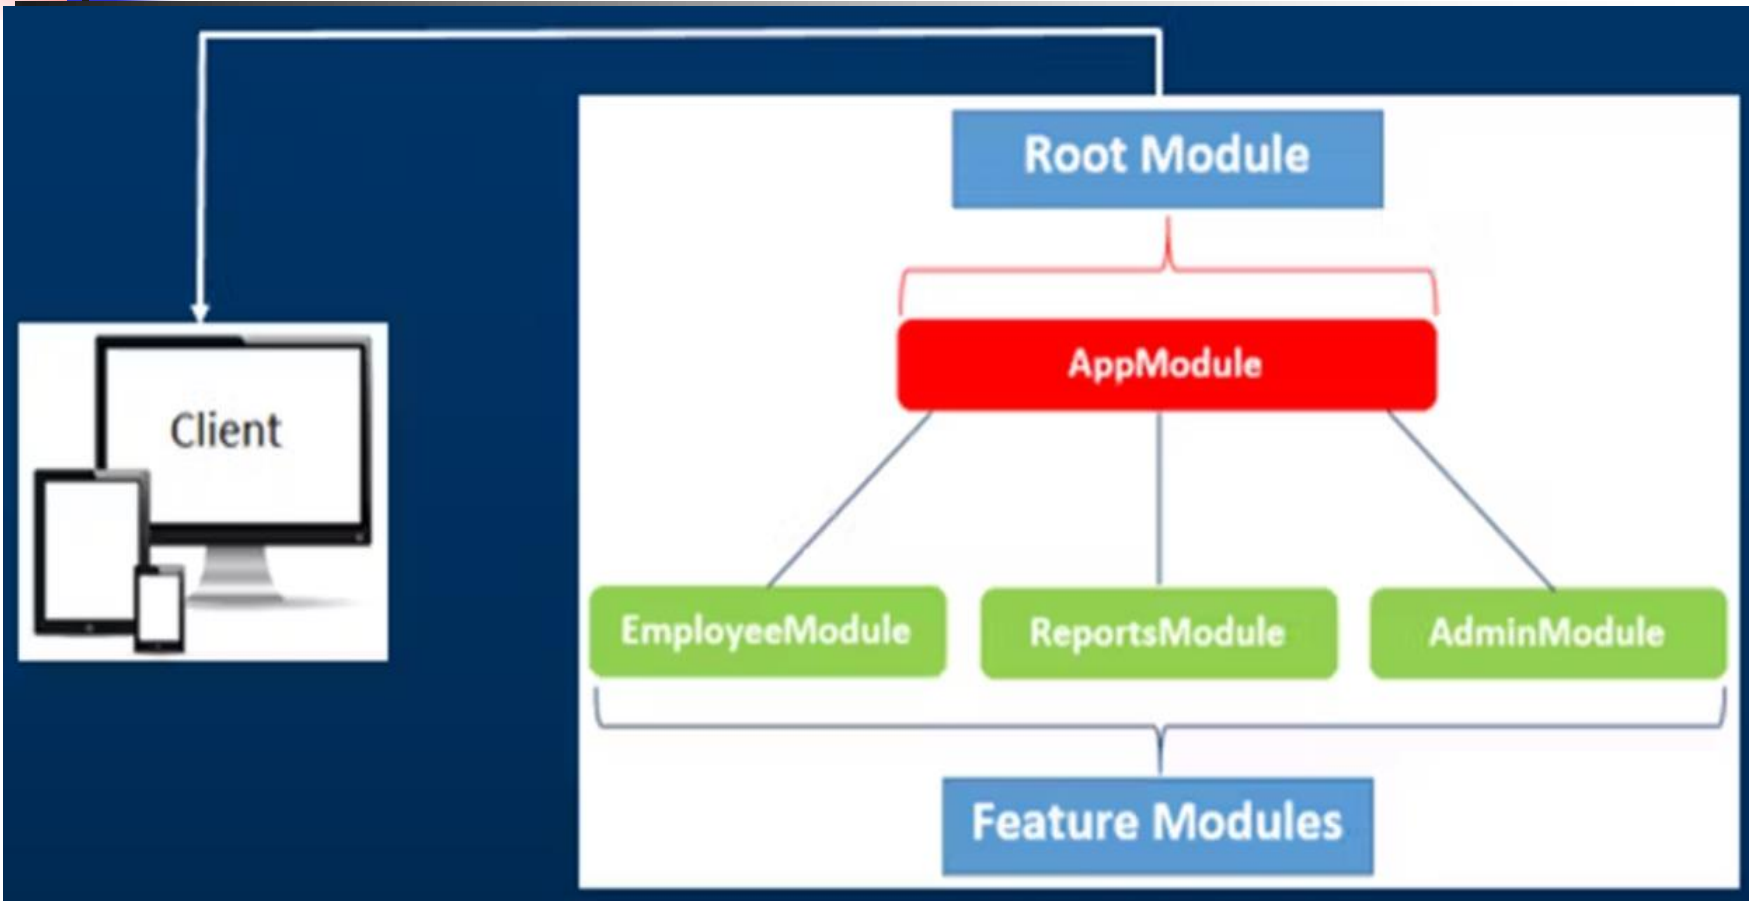 Root Module
AppModule
Client
EmployeeModule
ReportsModule
AdminModule
Feature Modules